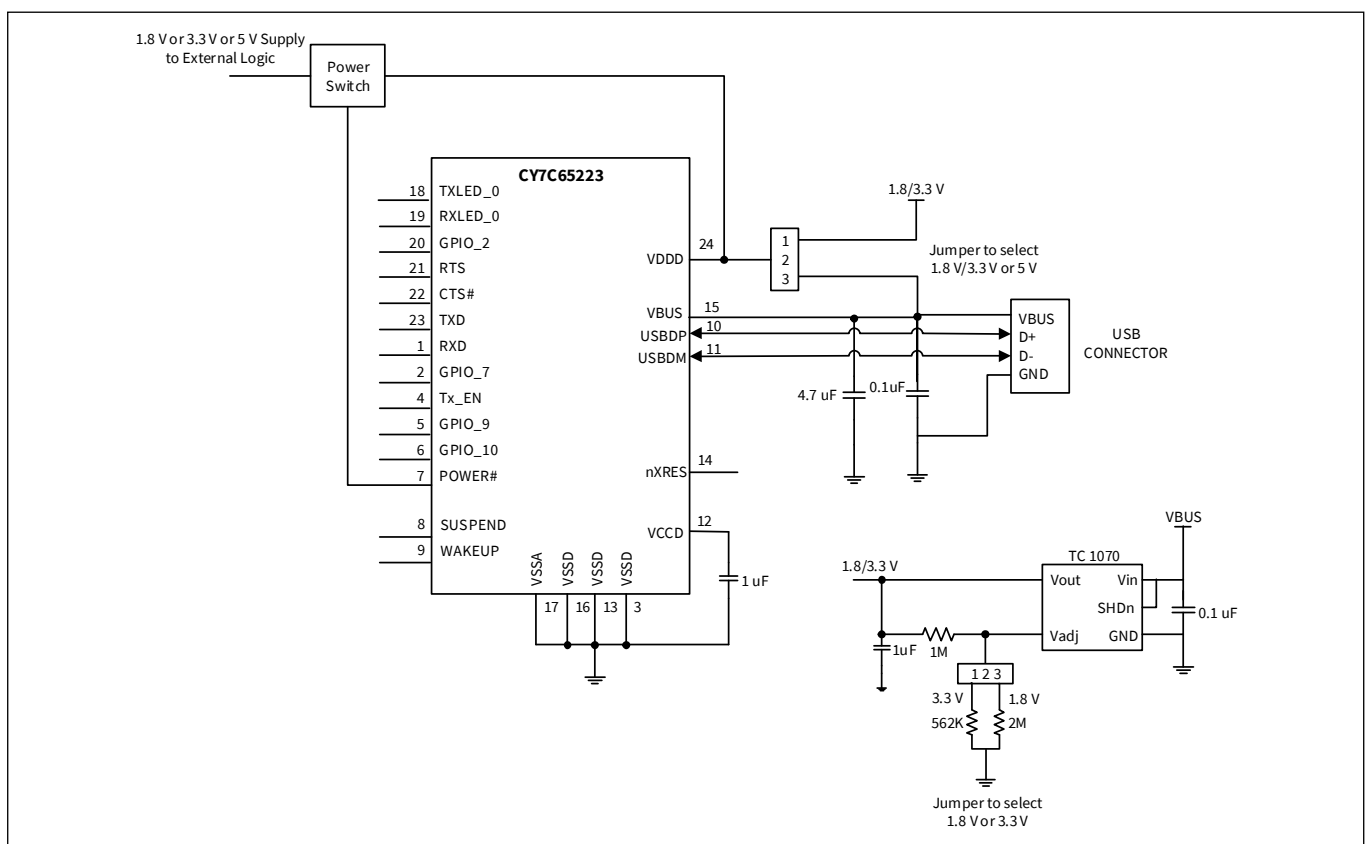 1.8 V or 3.3 V or 5 V Supply
to External Logic
Power
Switch
CY7C65223
18 TXLED_0
19 RXLED_0
20 GPIO_2
21 RTS
22 CTS#
23 TXD
1 RXD
2 GPIO_7
4 Tx_EN
5 GPIO_9
6 GPIO_10
7 POWER#
8 SUSPEND
9 WAKEUP
VDDD 24
VBUS 15
USBDP 10
USBDM 11
nXRES 14
VCCD 12
VSSA
VSSD
VSSD
VSSD
17 16 13 3
1 uF
1
2
3
1.8/3.3 V
Jumper to select
1.8 V/3.3 V or 5 V
VBUS
D+
D-
GND
USB
CONNECTOR
4.7 uF
0.1uF
VBUS
TC 1070
1.8/3.3 V
Vout Vin
SHDn
Vadj GND
0.1 uF
1uF
1M
1 2 3
3.3 V 1.8 V
562K 2M
Jumper to select
1.8 V or 3.3 V